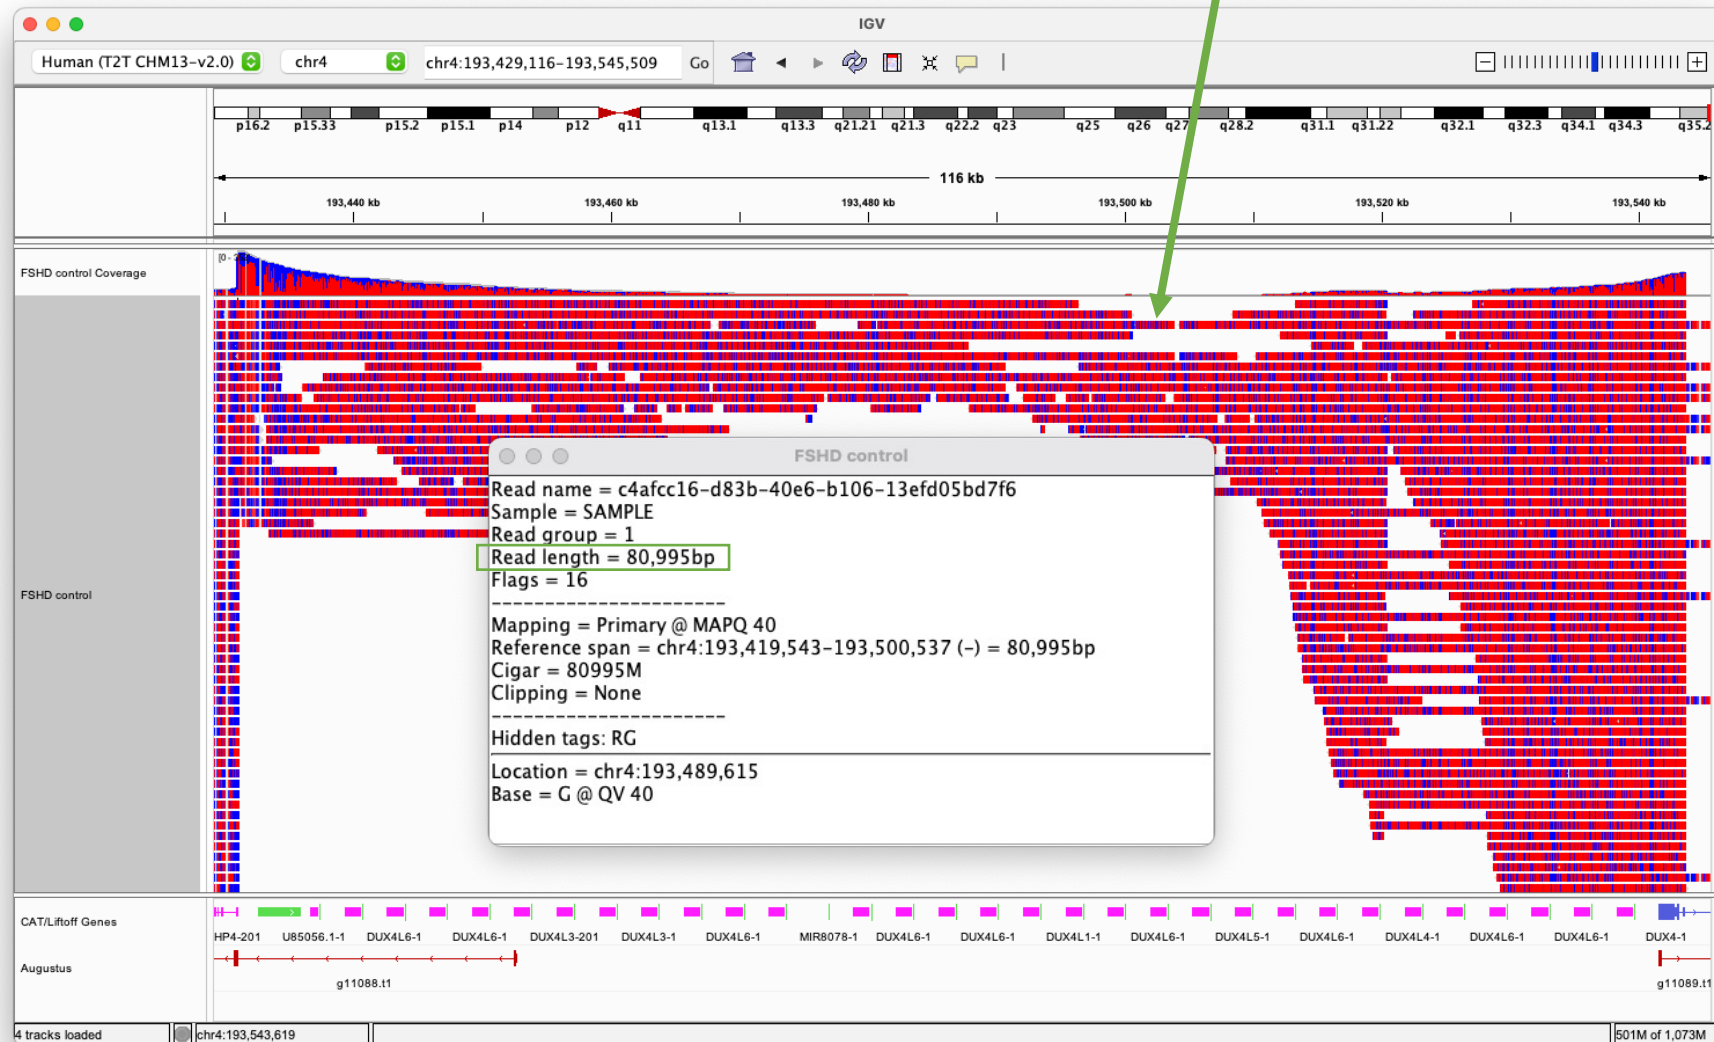 IGV
Human (T2T CHM13-v2.0) chr4 chr4:193,429,116-193,545,509 Go
p16.2 p15.33 p15.2 p15.1 p14 p12 q11 q13.1 q13.3 q21.21 q21.3 q22.2 q23 q25 q26 q27 q28.2 q31.1 q31.22 q32.1 q32.3 q34.1 q34.3 q35.2
116 kb
193,440 kb 193,460 kb 193,480 kb 193,500 kb 193,520 kb 193,540 kb
FSHD control Coverage
FSHD control
FSHD control
Read name = c4afcc16-d83b-40e6-b106-13efd05bd7f6
Sample = SAMPLE
Read group = 1
Read length = 80,995bp
Flags = 16
----------------------
Mapping = Primary @ MAPQ 40
Reference span = chr4:193,419,543-193,500,537 (-) = 80,995bp
Cigar = 80995M
Clipping = None
----------------------
Hidden tags: RG
Location = chr4:193,489,615
Base = G @ QV 40
CAT/Liftoff Genes
HP4-201 U85056.1-1 DUX4L6-1 DUX4L6-1 DUX4L3-201 DUX4L3-1 DUX4L6-1 MIR8078-1 DUX4L6-1 DUX4L6-1 DUX4L1-1 DUX4L6-1 DUX4L5-1 DUX4L6-1 DUX4L4-1 DUX4L6-1 DUX4L6-1 DUX4-1
Augustus
g11088.t1 g11089.t1
4 tracks loaded chr4:193,543,619 501M of 1,073M